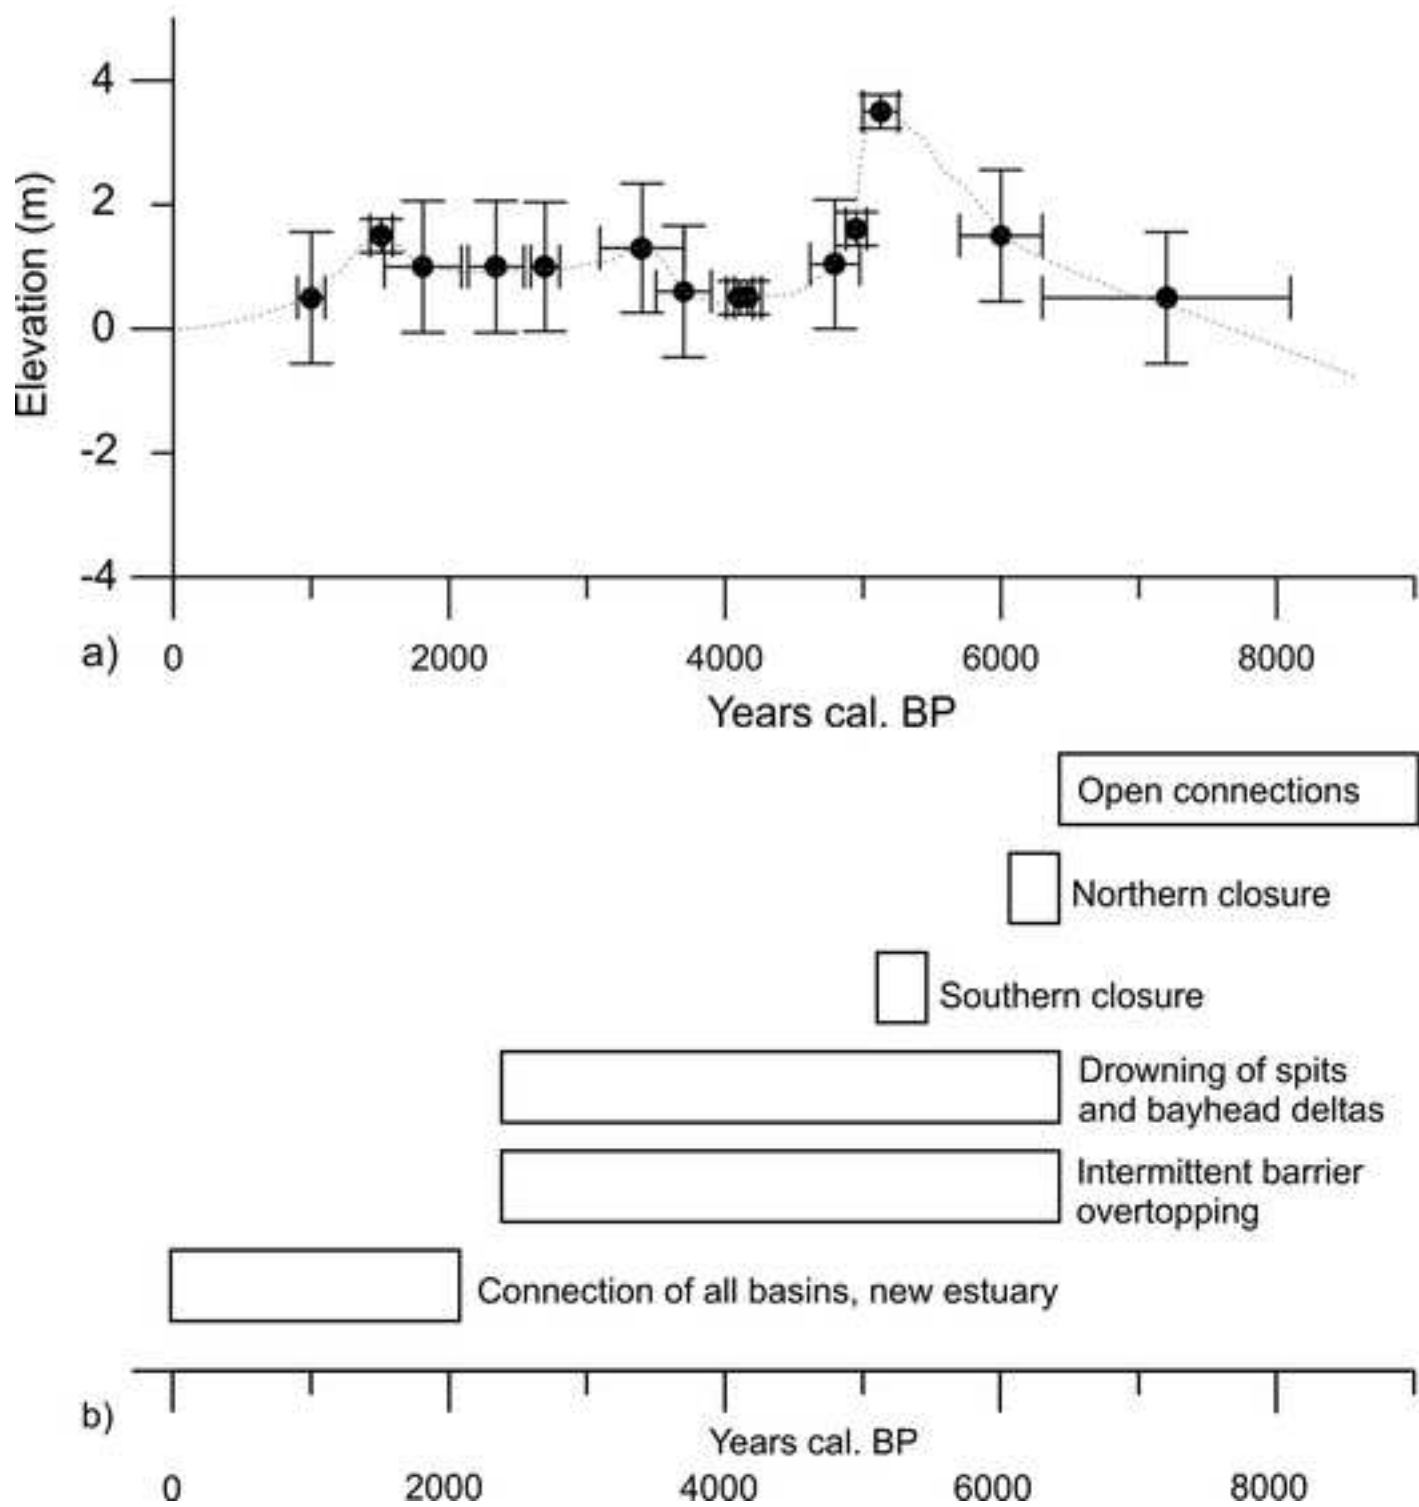 4
2
0
-2
-4
Elevation (m)
a) 0 2000 4000 6000 8000
Years cal. BP
Open connections
Northern closure
Southern closure
Drowning of spits
and bayhead deltas
Intermittent barrier
overtopping
Connection of all basins, new estuary
b)
Years cal. BP
0 2000 4000 6000 8000